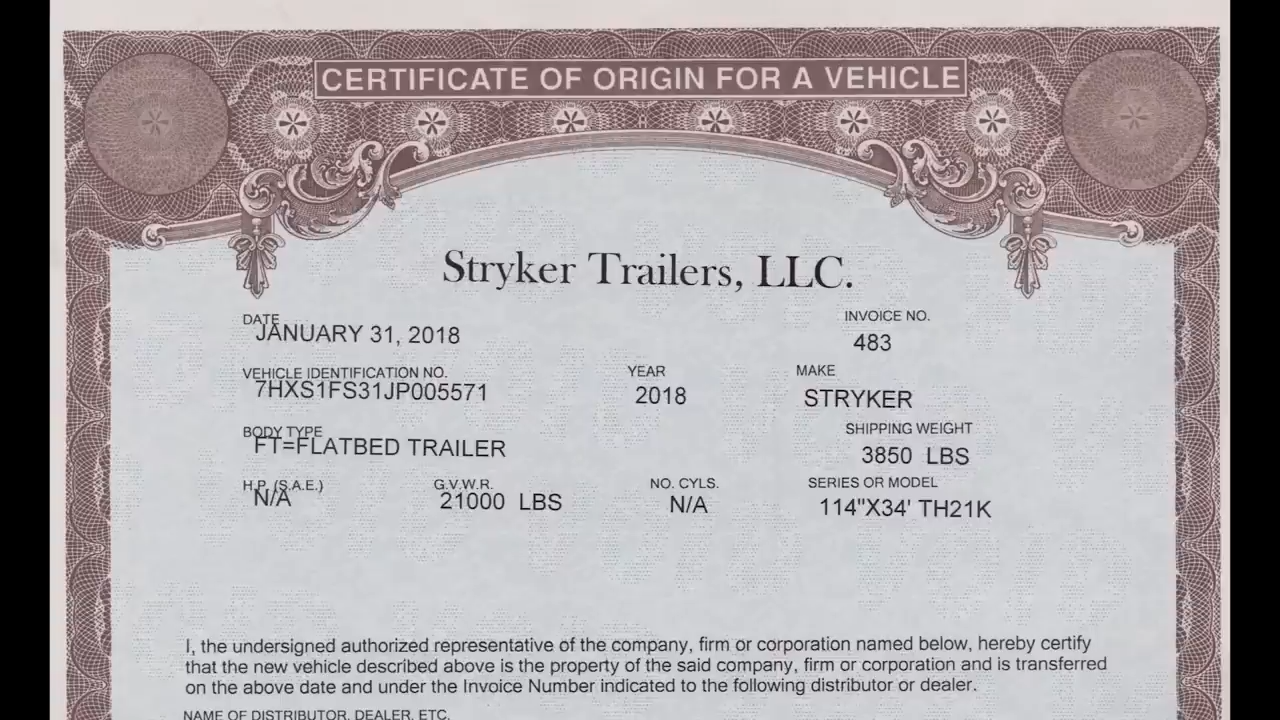 CERTIFICATE OF ORIGIN FOR A VEHICLE
Stryker Trailers, LLC.
DATE
JANUARY 31, 2018
INVOICE NO.
483
VEHICLE IDENTIFICATION NO.
7HXS1FS31JP005571
YEAR
2018
MAKE
STRYKER
BODY TYPE
FT=FLATBED TRAILER
SHIPPING WEIGHT
3850 LBS
H.P. (S.A.E.)
N/A
G.V.W.R.
21000 LBS
NO. CYLS.
N/A
SERIES OR MODEL
114"X34' TH21K
I, the undersigned authorized representative of the company, firm or corporation named below, hereby certify
that the new vehicle described above is the property of the said company, firm or corporation and is transferred
on the above date and under the Invoice Number indicated to the following distributor or dealer.
NAME OF DISTRIBUTOR, DEALER, ETC.